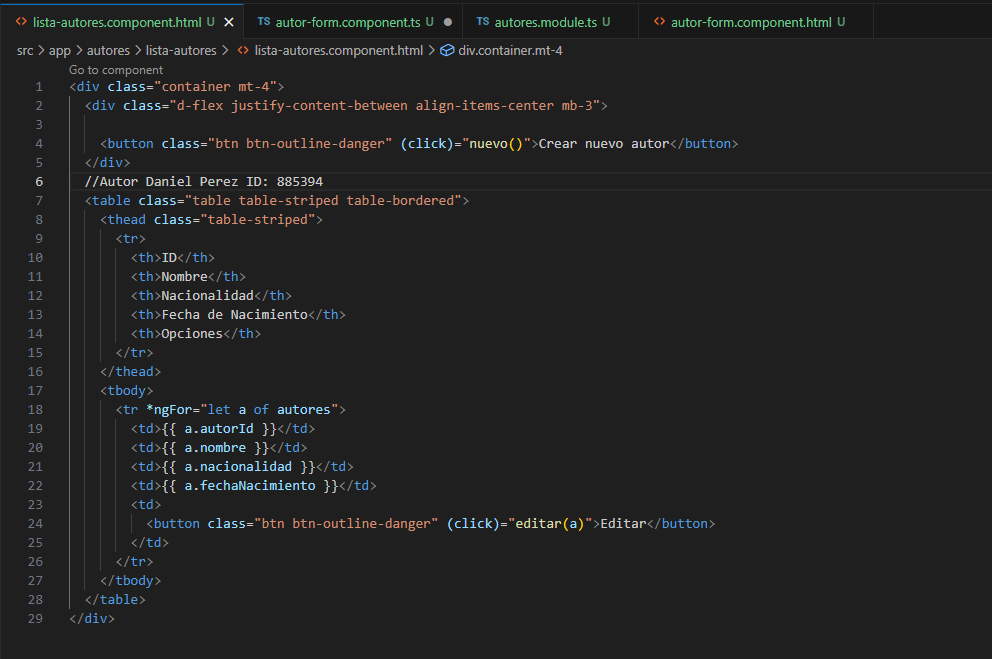 lista-autores.component.html U
TS autor-form.component.ts U
TS autores.module.ts U
autor-form.component.html U
src > app > autores > lista-autores > lista-autores.component.html > div.container.mt-4
Go to component
1 <div class="container mt-4">
2 <div class="d-flex justify-content-between align-items-center mb-3">
3
4 <button class="btn btn-outline-danger" (click)="nuevo()">Crear nuevo autor</button>
5 </div>
6 //Autor Daniel Perez ID: 885394
7 <table class="table table-striped table-bordered">
8 <thead class="table-striped">
9 <tr>
10 <th>ID</th>
11 <th>Nombre</th>
12 <th>Nacionalidad</th>
13 <th>Fecha de Nacimiento</th>
14 <th>Opciones</th>
15 </tr>
16 </thead>
17 <tbody>
18 <tr *ngFor="let a of autores">
19 <td>{{ a.autorId }}</td>
20 <td>{{ a.nombre }}</td>
21 <td>{{ a.nacionalidad }}</td>
22 <td>{{ a.fechaNacimiento }}</td>
23 <td>
24 <button class="btn btn-outline-danger" (click)="editar(a)">Editar</button>
25 </td>
26 </tr>
27 </tbody>
28 </table>
29 </div>